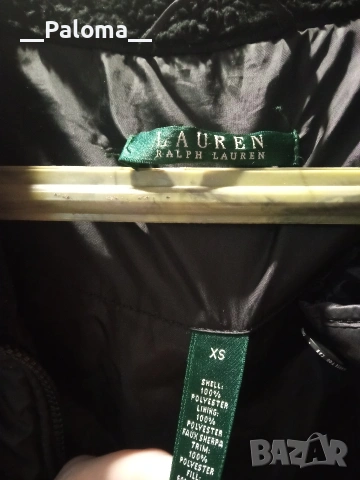 __Paloma__
LAUREN
RALPH LAUREN
XS
SHELL:
100%
POLYESTER
LINING:
100%
POLYESTER
FAUX SHERPA
TRIM:
100%
POLYESTER
FILL:
BAZAR